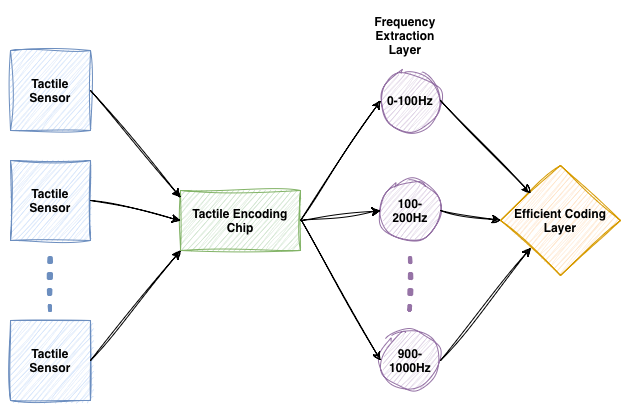 Frequency
Extraction
Layer
Tactile
Sensor
0-100Hz
Tactile
Sensor
Tactile Encoding
Chip
100-
200Hz
Efficient Coding
Layer
Tactile
Sensor
900-
1000Hz